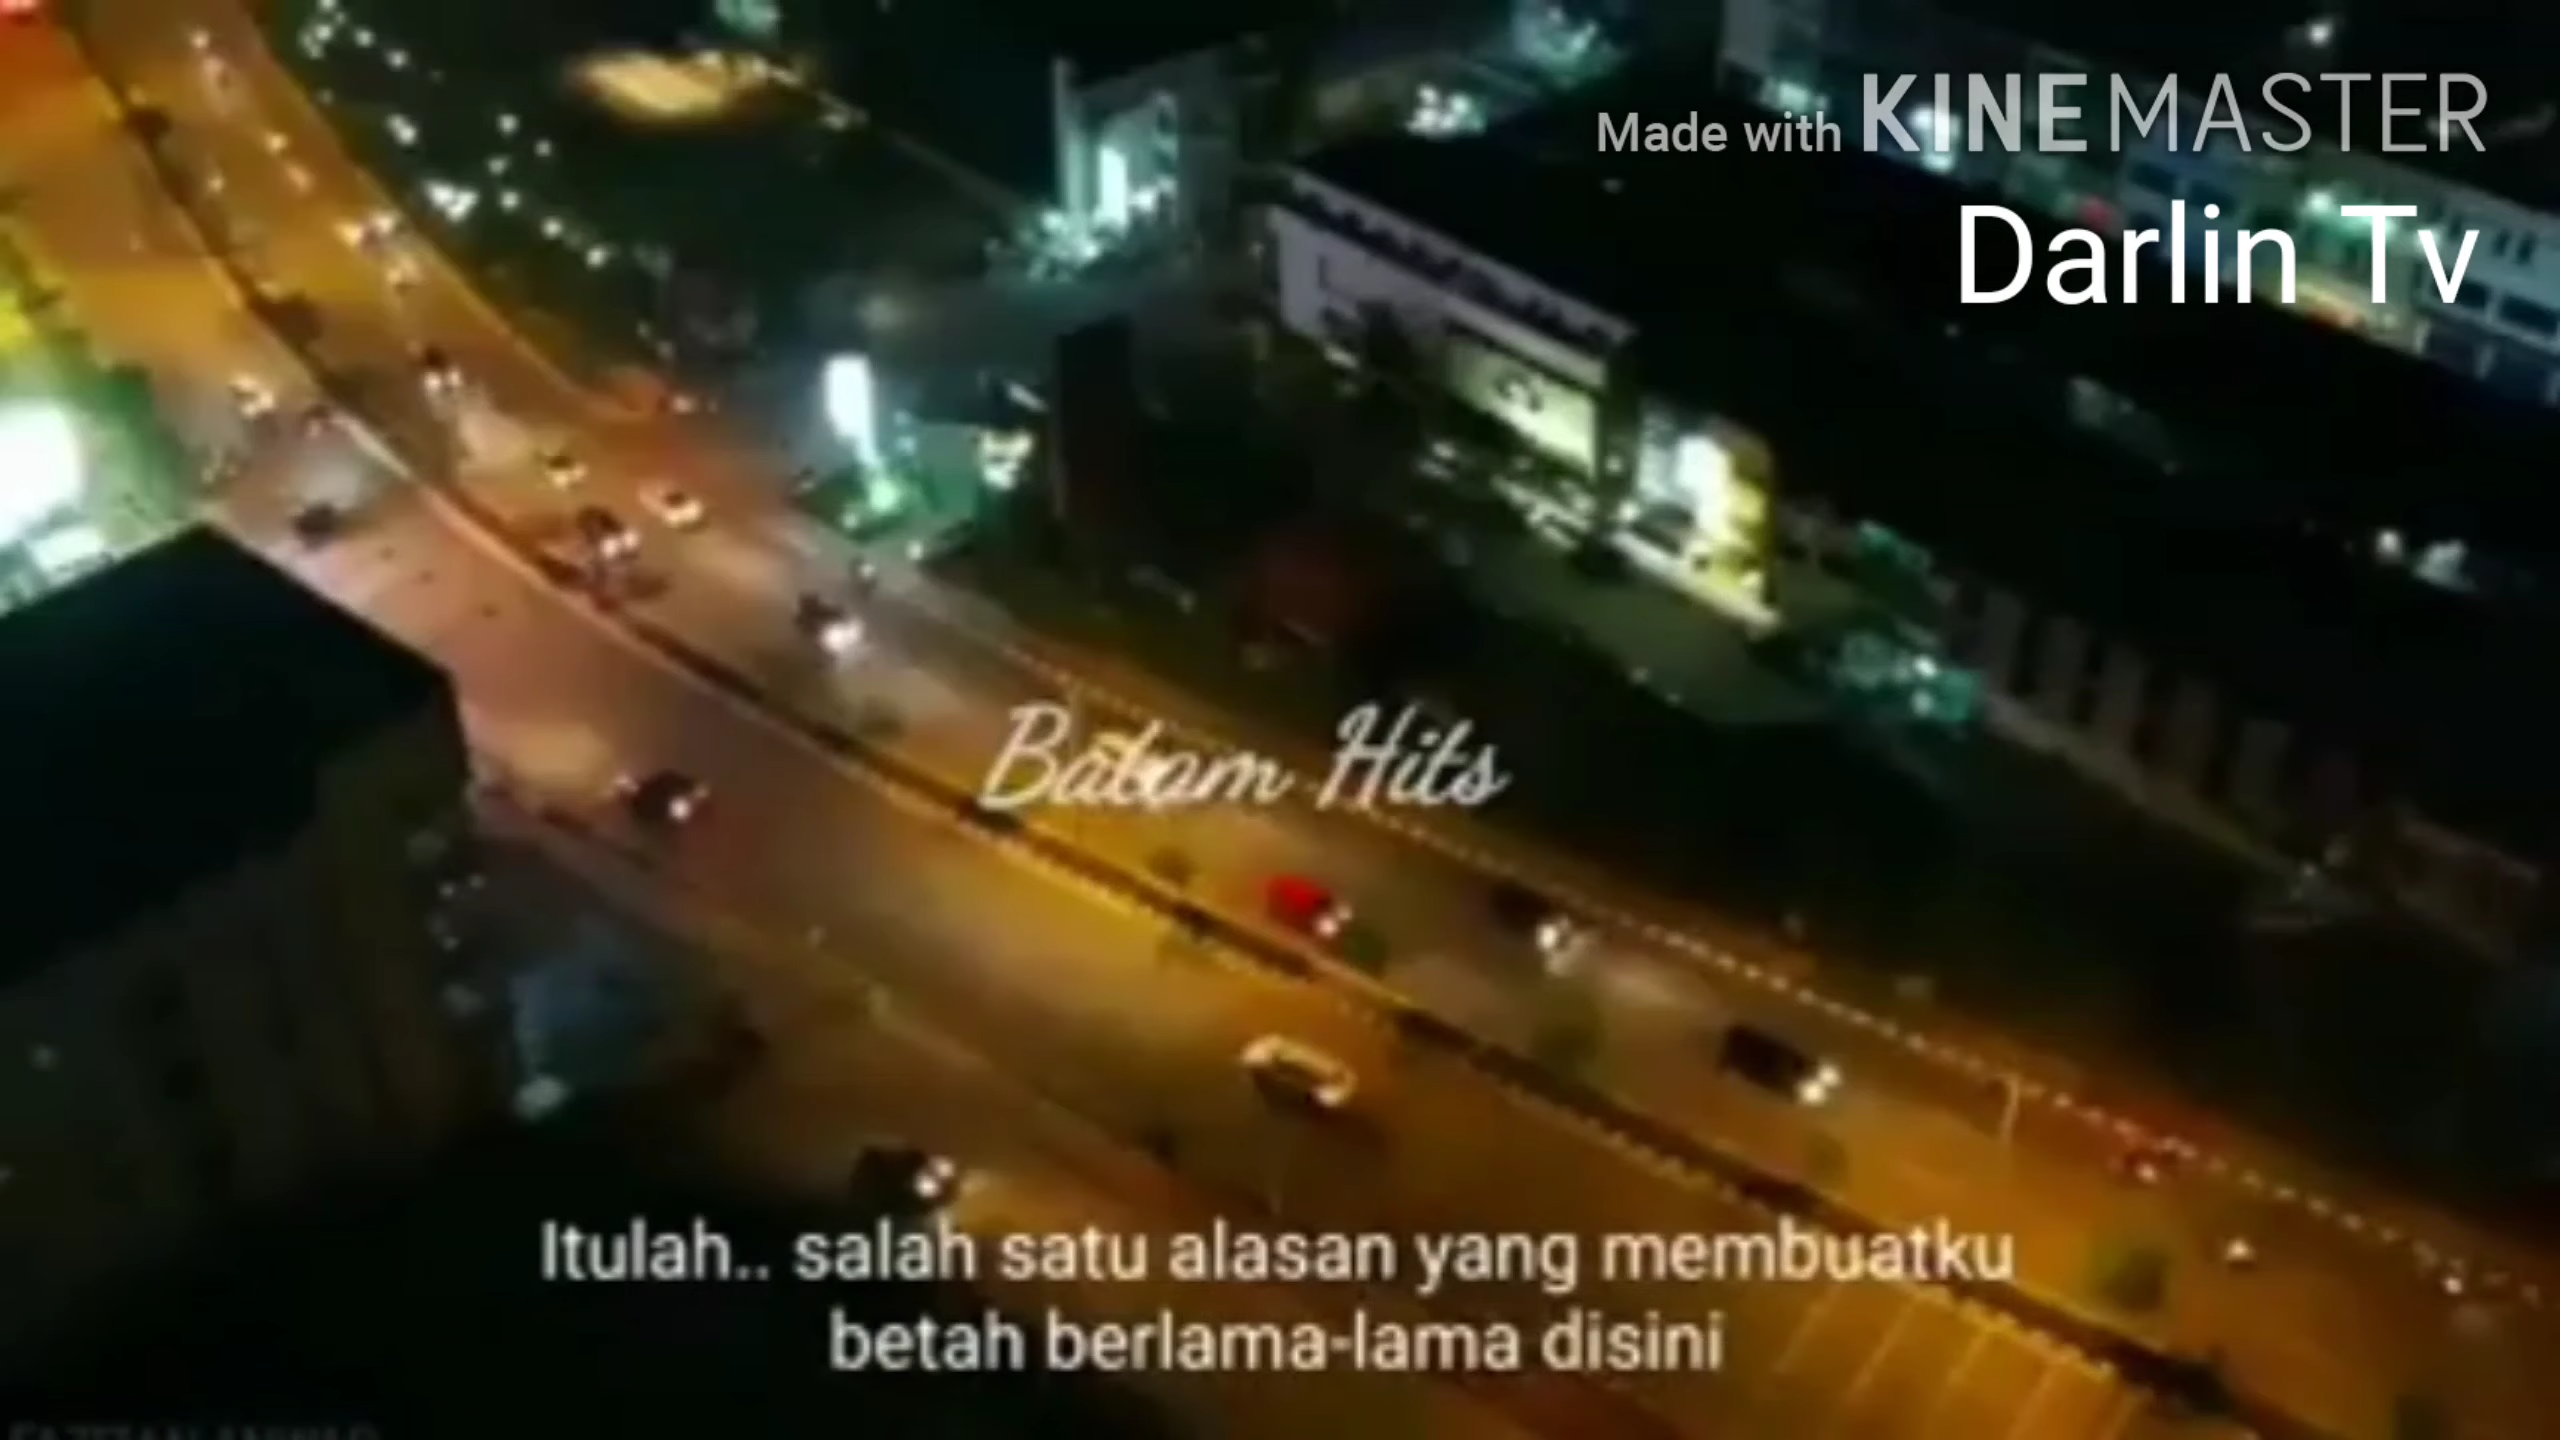 Made with KINEMASTER
Darlin Tv
Batam Hits
Itulah.. salah satu alasan yang membuatku
betah berlama-lama disini